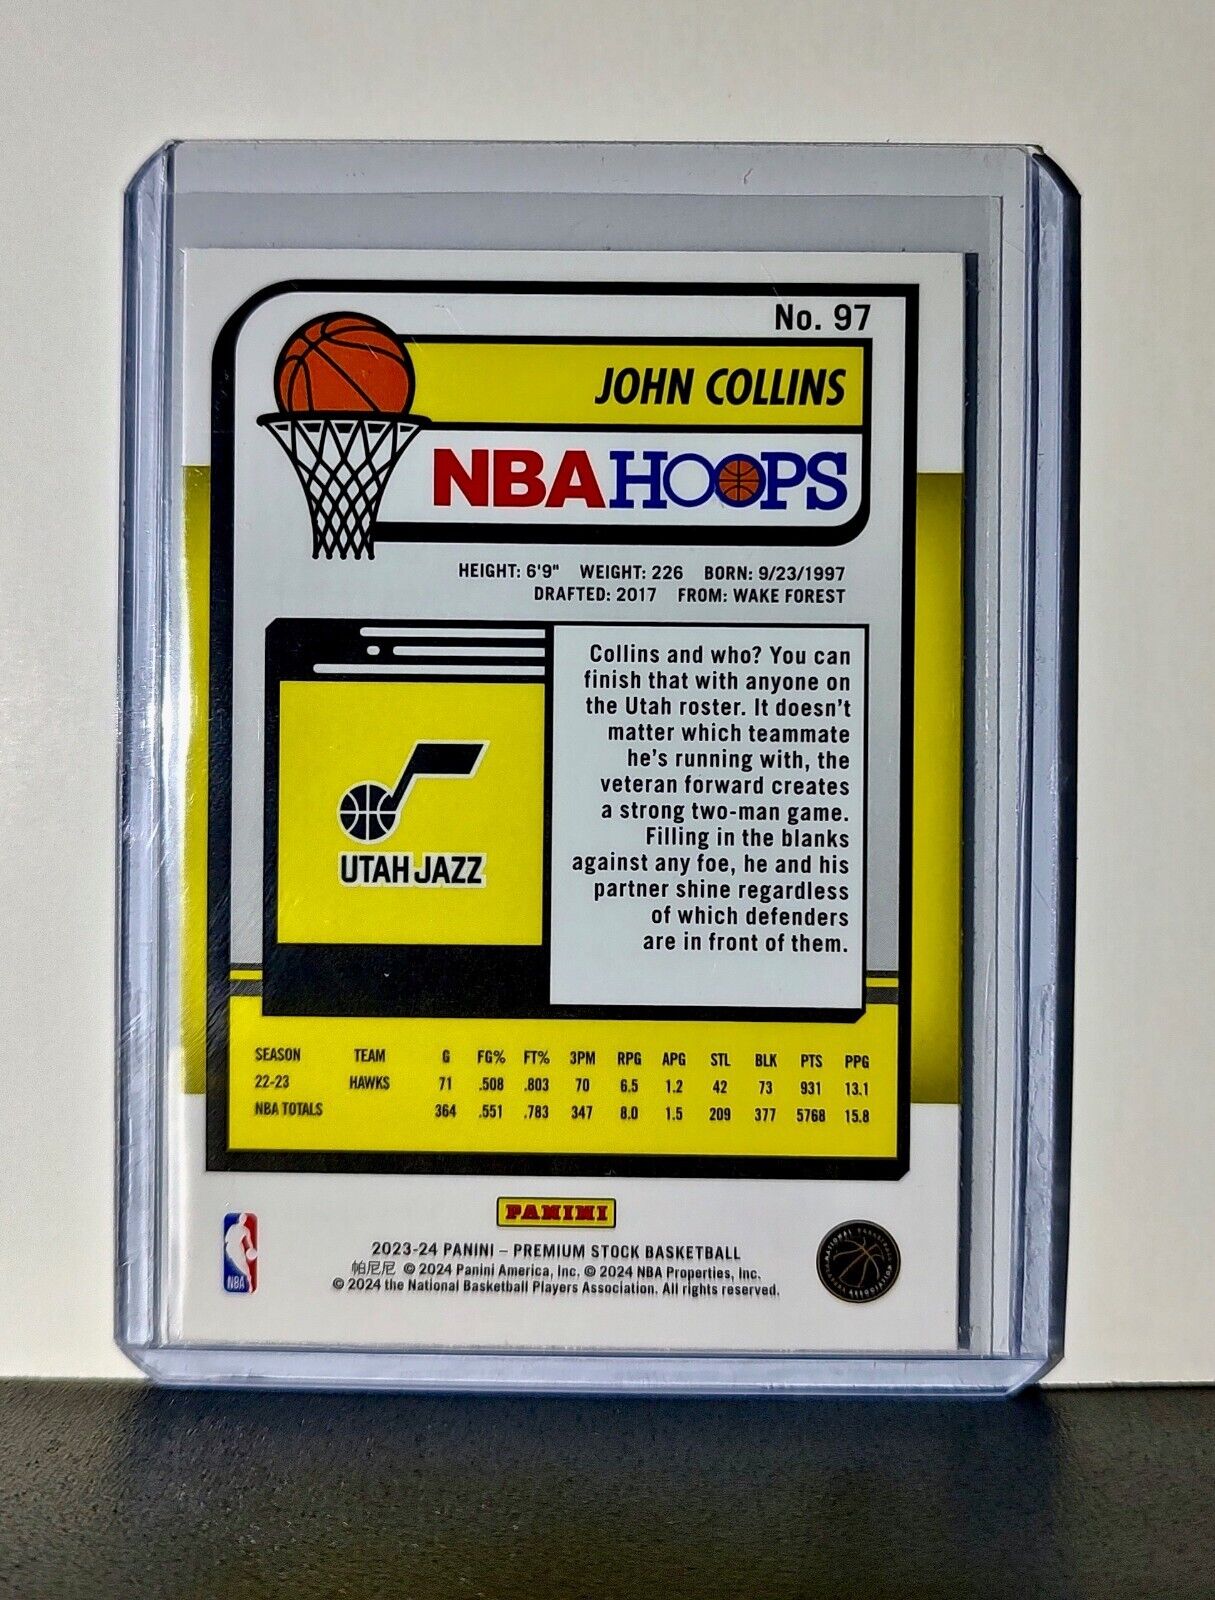 No. 97
JOHN COLLINS
NBA HOOPS
HEIGHT: 6'9" WEIGHT: 226 BORN: 9/23/1997
DRAFTED: 2017 FROM: WAKE FOREST
Collins and who? You can
finish that with anyone on
the Utah roster. It doesn't
matter which teammate
he's running with, the
veteran forward creates
a strong two-man game.
Filling in the blanks
against any foe, he and his
partner shine regardless
of which defenders
are in front of them.
UTAH JAZZ
SEASON TEAM G FG% FT% 3PM RPG APG STL BLK PTS PPG
22-23 HAWKS 71 .508 .803 70 6.5 1.2 42 73 931 13.1
NBA TOTALS 364 .551 .783 347 8.0 1.5 209 377 5768 15.8
PANINI
2023-24 PANINI – PREMIUM STOCK BASKETBALL
帕尼尼 © 2024 Panini America, Inc. © 2024 NBA Properties, Inc.
© 2024 the National Basketball Players Association. All rights reserved.
NBA
NATIONAL BASKETBALL PLAYERS ASSOCIATION